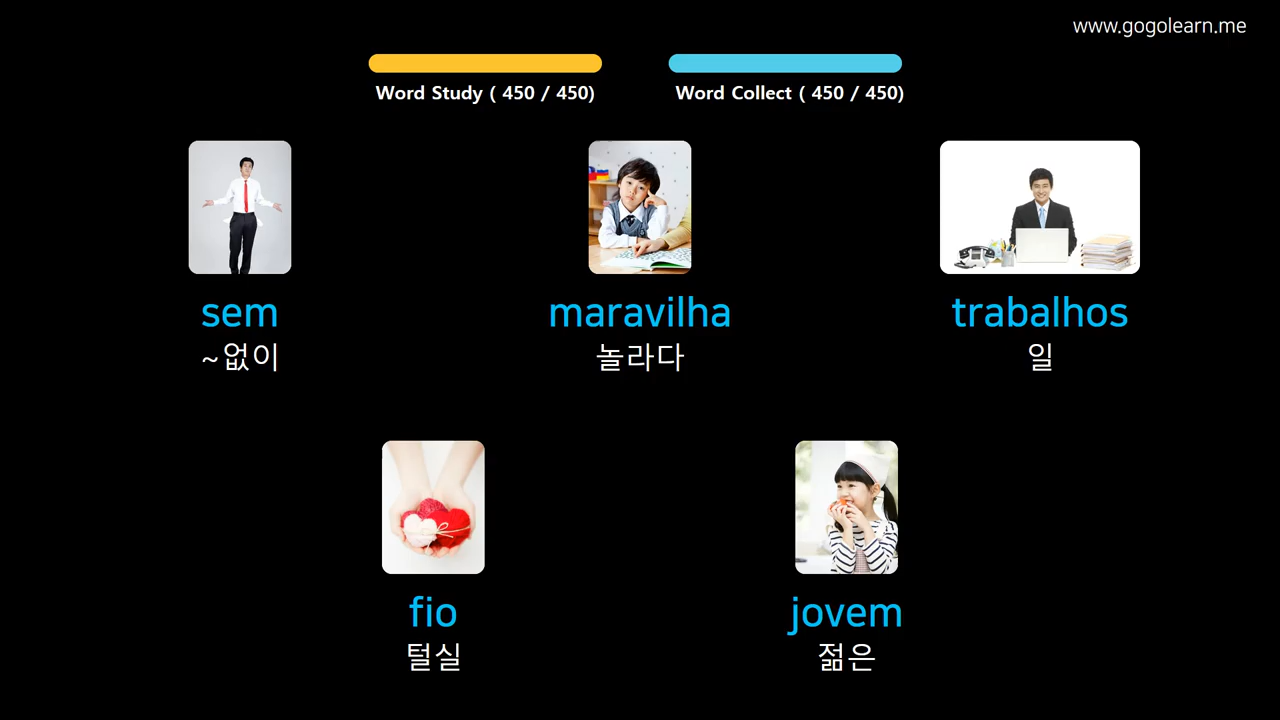 www.gogolearn.me
Word Study ( 450 / 450)
Word Collect ( 450 / 450)
sem
~없이
maravilha
놀라다
trabalhos
일
fio
털실
jovem
젊은